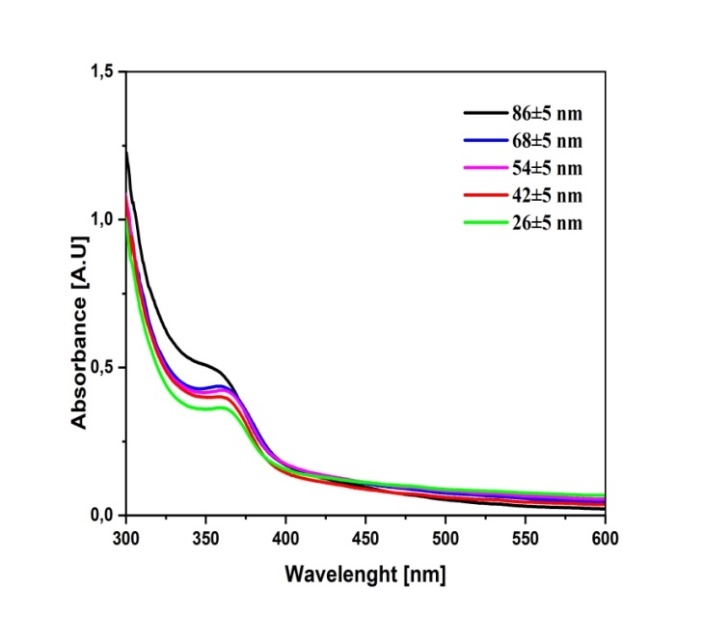 1,5
1,0
0,5
0,0
Absorbance [A.U]
86±5 nm
68±5 nm
54±5 nm
42±5 nm
26±5 nm
300 350 400 450 500 550 600
Wavelenght [nm]